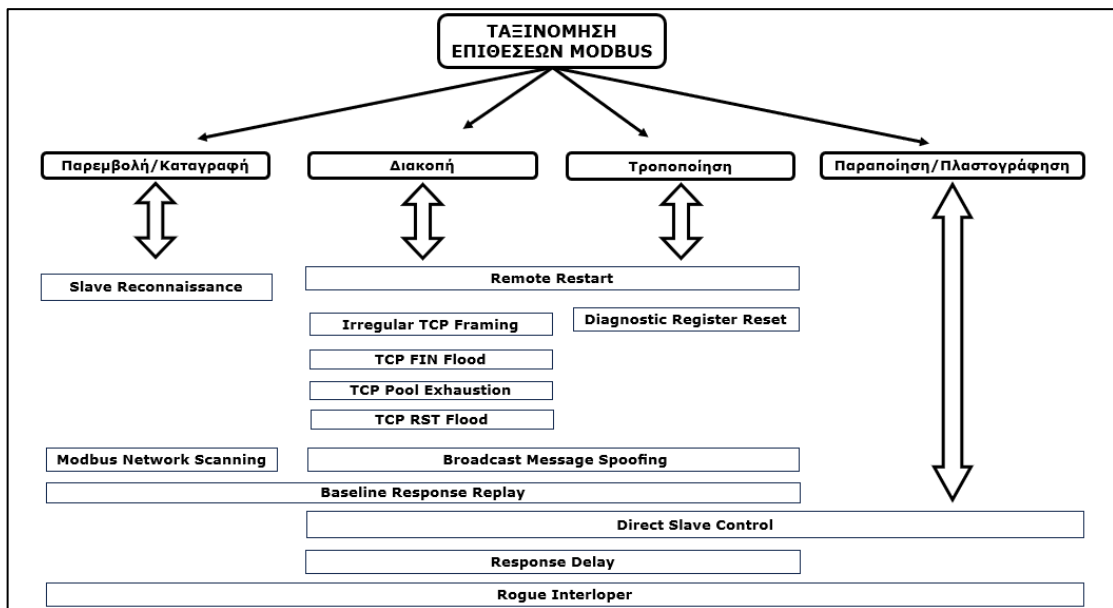 ΤΑΞΙΝΟΜΗΣΗ
ΕΠΙΘΕΣΕΩΝ MODBUS
Παρεμβολή/Καταγραφή
Διακοπή
Τροποποίηση
Παραποίηση/Πλαστογράφηση
Slave Reconnaissance
Remote Restart
Irregular TCP Framing
Diagnostic Register Reset
TCP FIN Flood
TCP Pool Exhaustion
TCP RST Flood
Modbus Network Scanning
Broadcast Message Spoofing
Baseline Response Replay
Direct Slave Control
Response Delay
Rogue Interloper